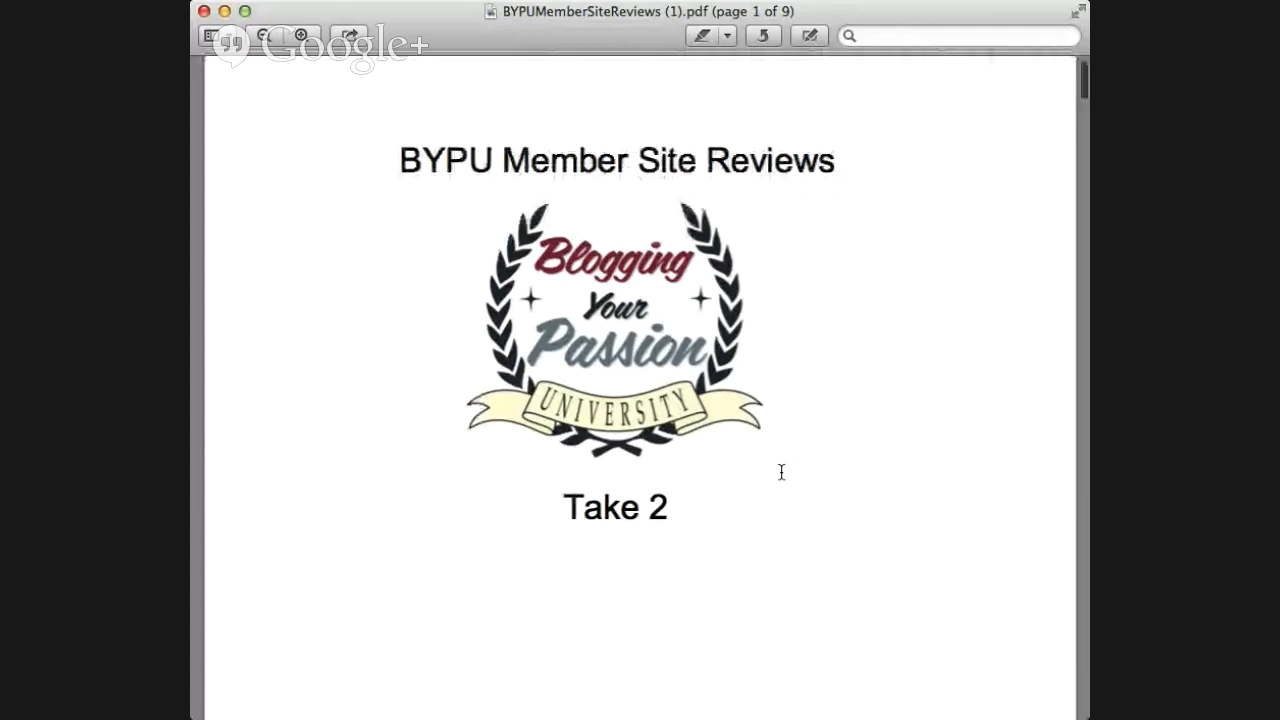 BYPUMemberSiteReviews (1).pdf (page 1 of 9)
Google+
BYPU Member Site Reviews
Blogging
Your
Passion
UNIVERSITY
Take 2